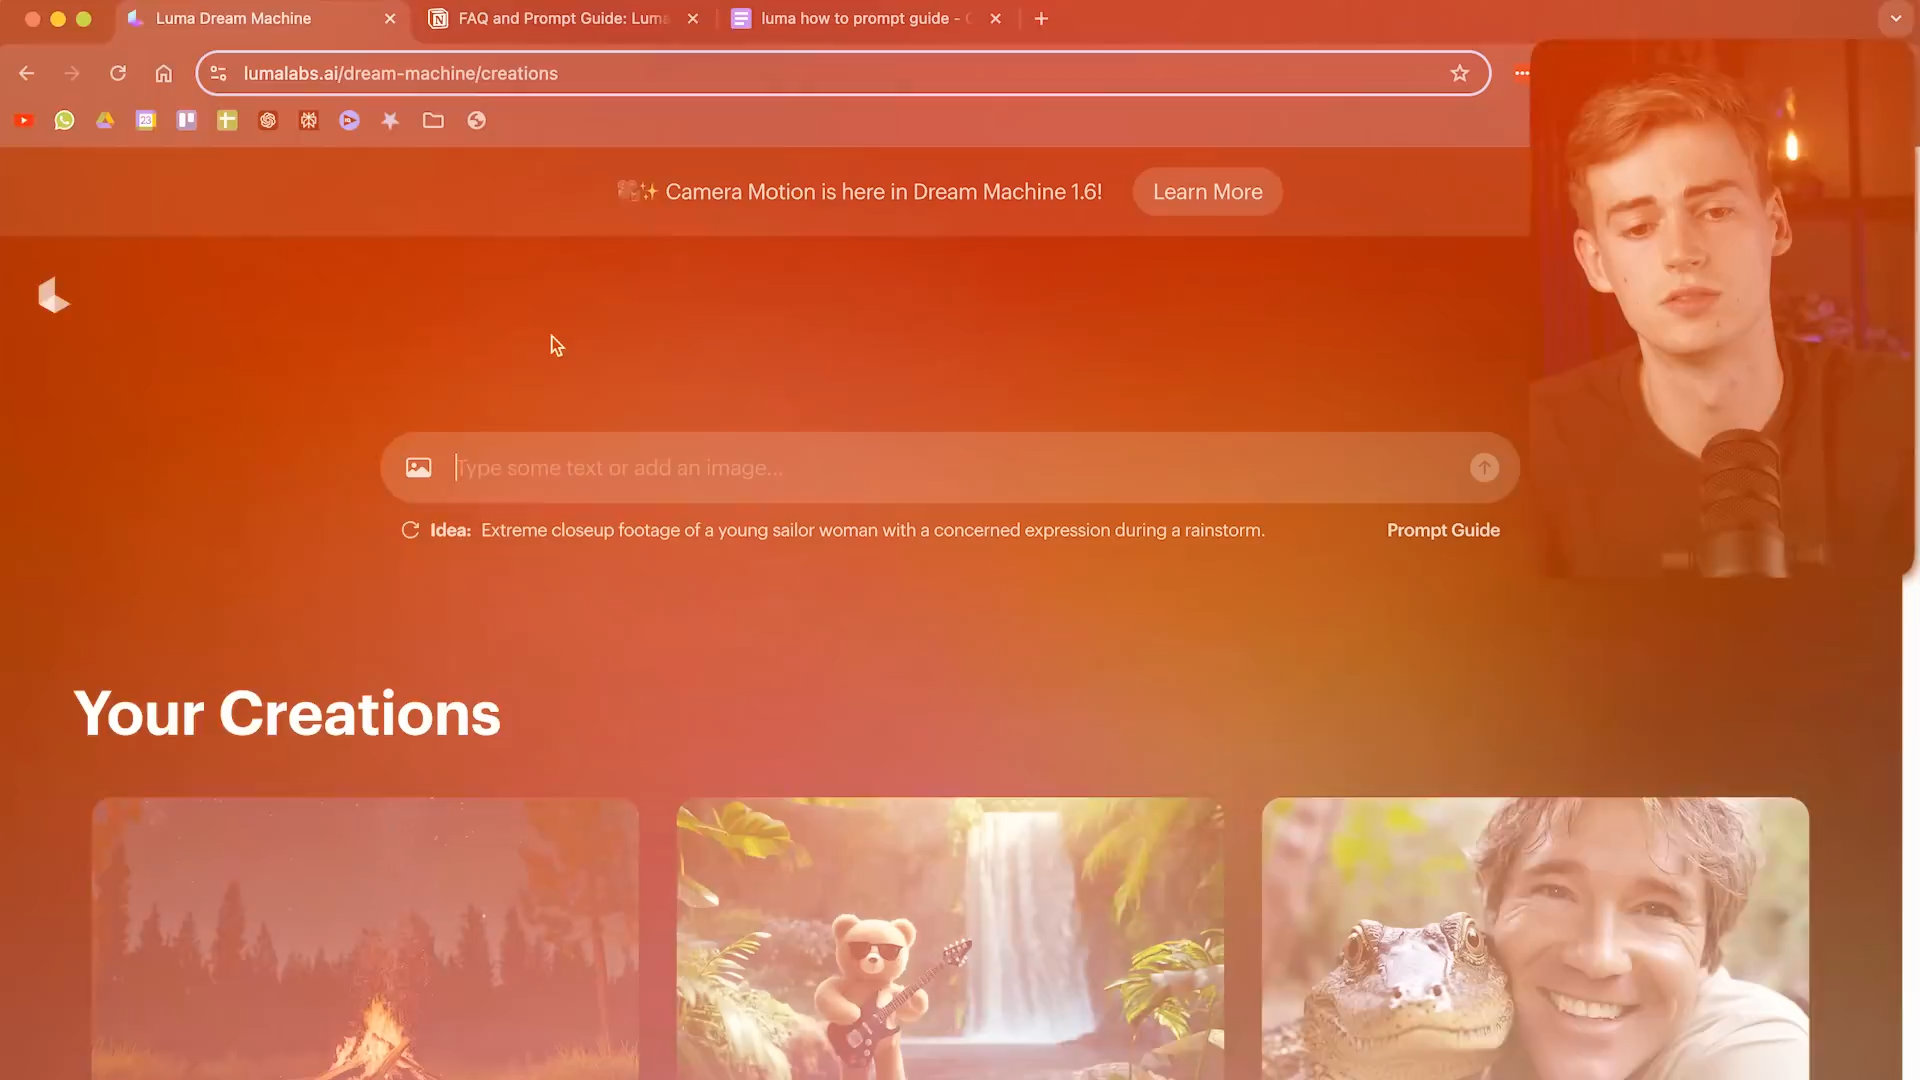 Luma Dream Machine
FAQ and Prompt Guide: Luma
luma how to prompt guide -
lumalabs.ai/dream-machine/creations
23
Camera Motion is here in Dream Machine 1.6!
Learn More
Type some text or add an image...
Idea: Extreme closeup footage of a young sailor woman with a concerned expression during a rainstorm.
Prompt Guide
Your Creations